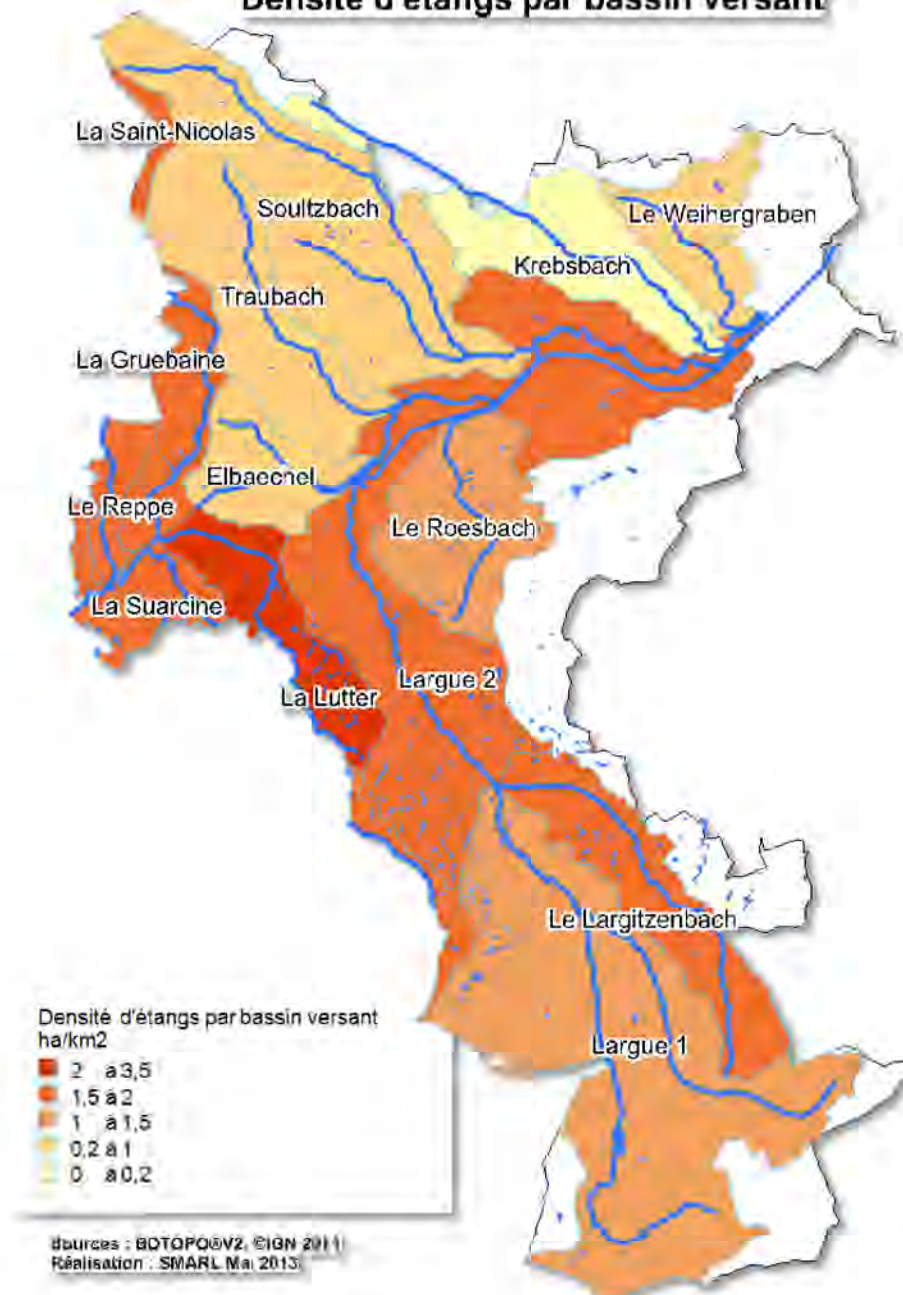 Densité d'étangs par bassin versant
La Saint-Nicolas
Soultzbach
Le Weihergraben
Krebsbach
Traubach
La Gruebaine
Elbaechel
Le Reppe
Le Roesbach
La Suarcine
Largue 2
La Lutter
Le Largitzenbach
Largue 1
Densité d'étangs par bassin versant
ha/km2
2 à 3,5
1,5 à 2
1 à 1,5
0,2 à 1
0 à 0,2
Sources : BDTOPO®V2, ©IGN 2011
Réalisation : SMARL Mai 2013